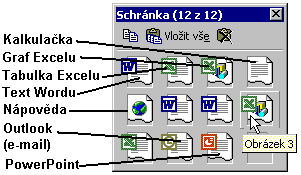 Schránka (12 z 12)
Vložit vše
Kalkulačka
Graf Excelu
Tabulka Excelu
Text Wordu
Nápověda
Outlook
(e-mail)
PowerPoint
Obrázek 3